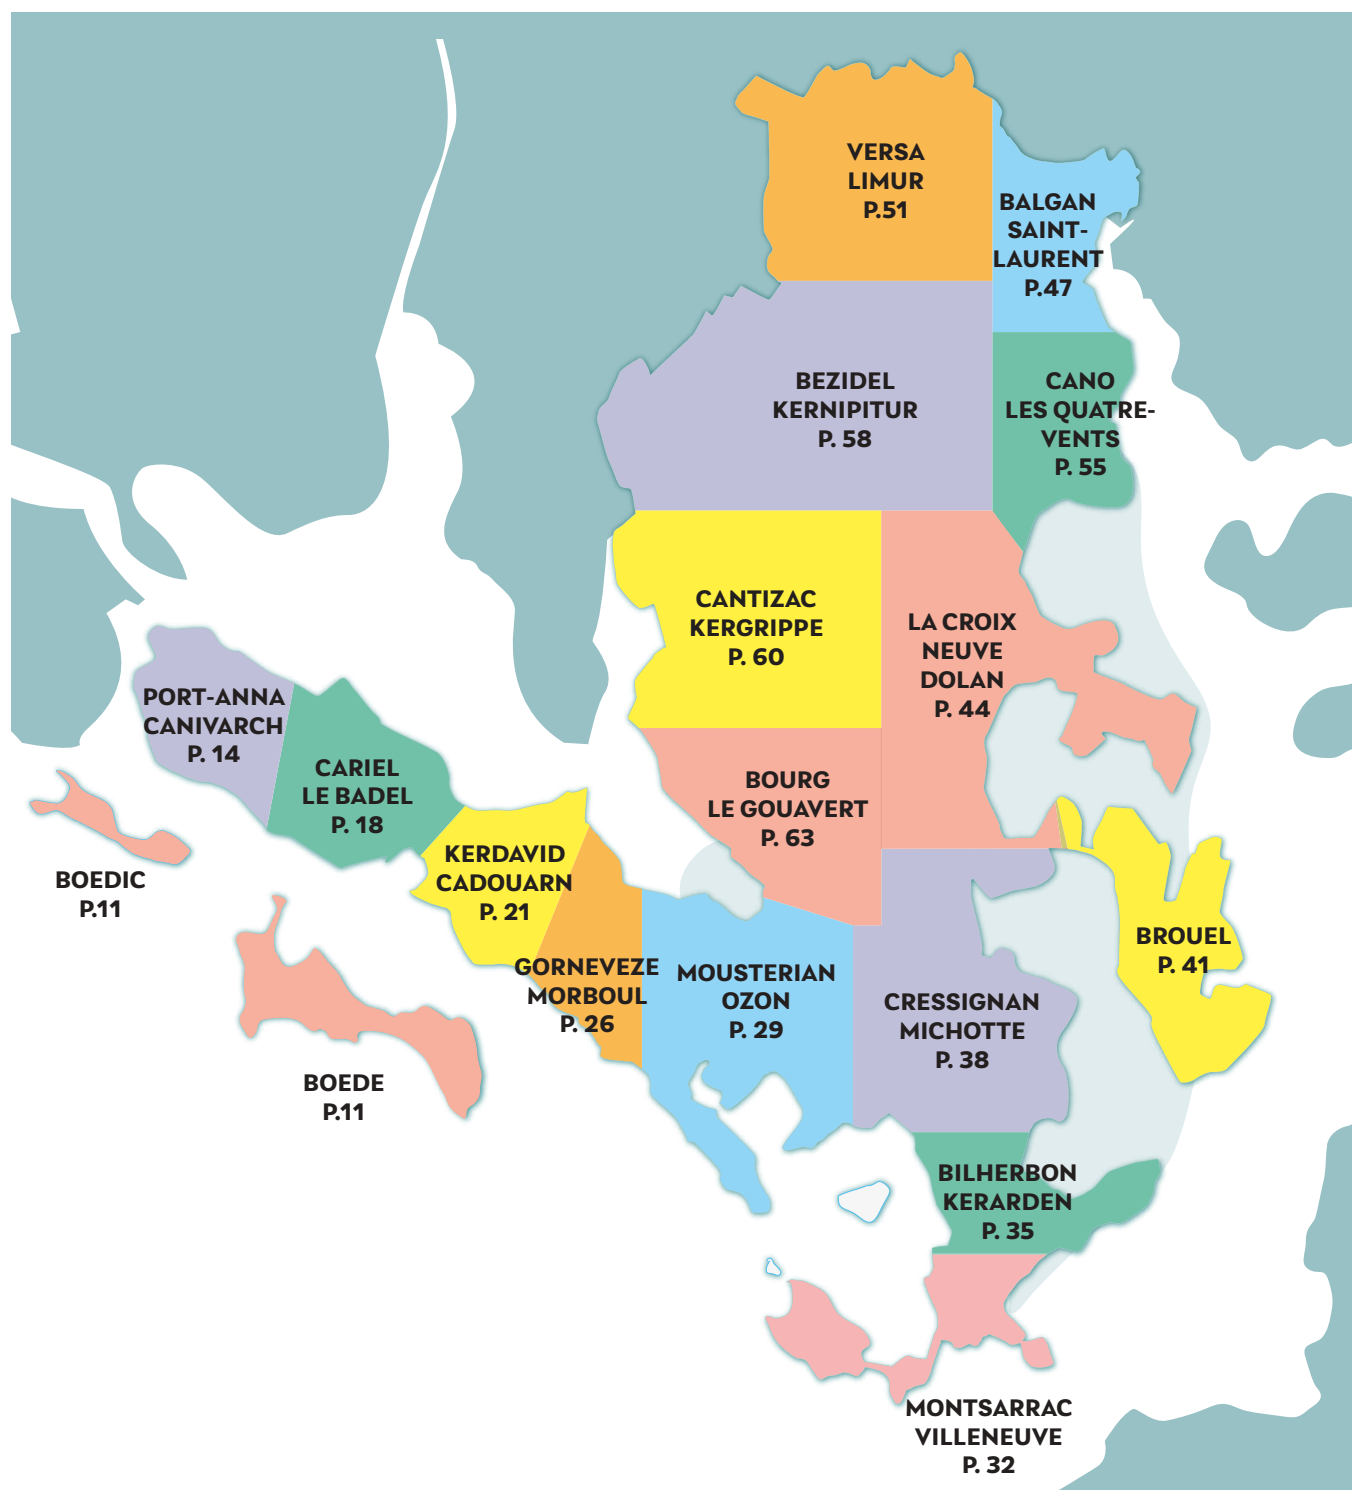 VERSA
LIMUR
P.51
BALGAN
SAINT-
LAURENT
P.47
BEZIDEL
KERNIPITUR
P. 58
CANO
LES QUATRE-
VENTS
P. 55
CANTIZAC
KERGRIPPE
P. 60
LA CROIX
NEUVE
DOLAN
P. 44
PORT-ANNA
CANIVARCH
P. 14
CARIEL
LE BADEL
P. 18
BOURG
LE GOUAVERT
P. 63
BOEDIC
P.11
KERDAVID
CADOUARN
P. 21
BROUEL
P. 41
GORNEVEZE
MORBOUL
P. 26
MOUSTERIAN
OZON
P. 29
CRESSIGNAN
MICHOTTE
P. 38
BOEDE
P.11
BILHERBON
KERARDEN
P. 35
MONTSARRAC
VILLENEUVE
P. 32